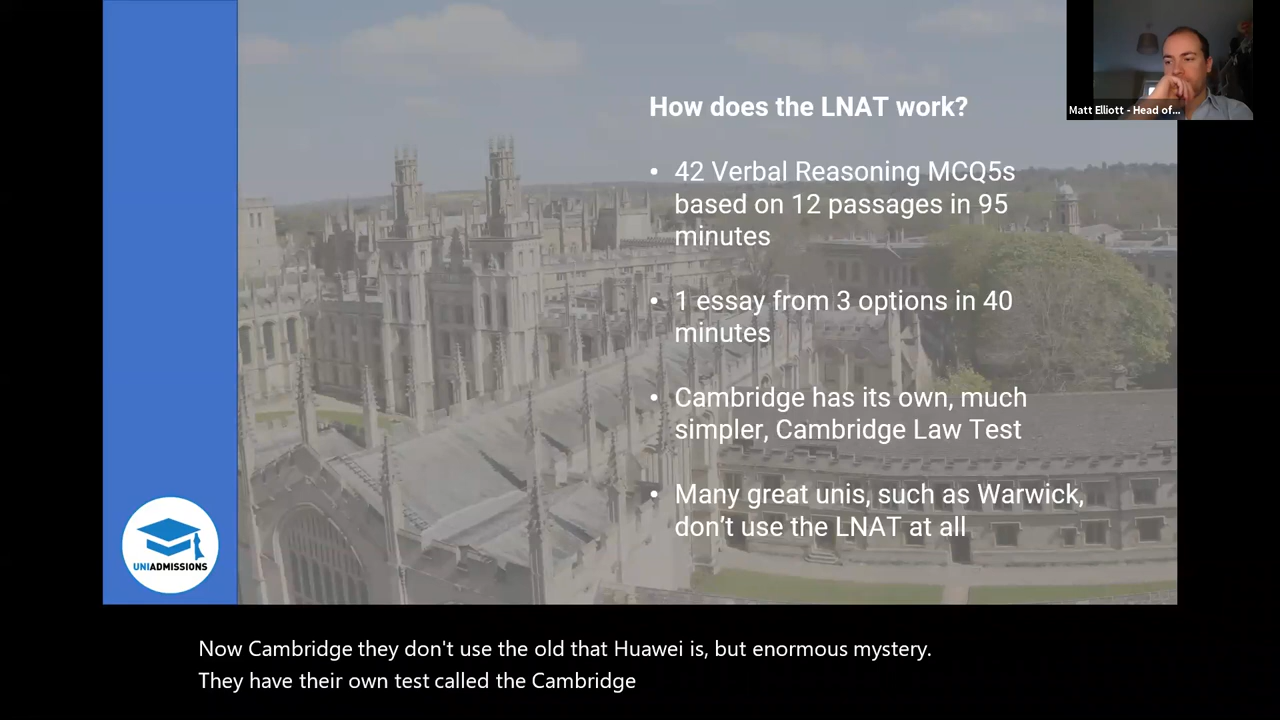 How does the LNAT work?
Matt Elliott - Head of...
• 42 Verbal Reasoning MCQ5s
based on 12 passages in 95
minutes
• 1 essay from 3 options in 40
minutes
• Cambridge has its own, much
simpler, Cambridge Law Test
• Many great unis, such as Warwick,
don’t use the LNAT at all
UNIADMISSIONS
Now Cambridge they don't use the old that Huawei is, but enormous mystery.
They have their own test called the Cambridge